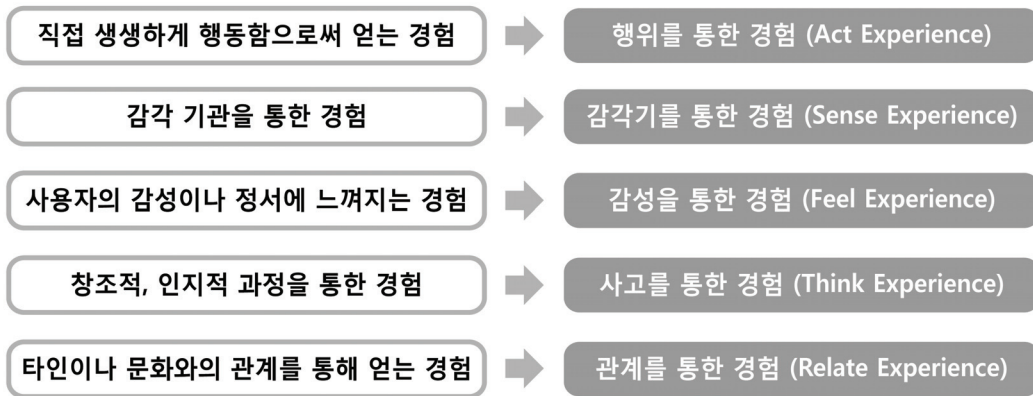 직접 생생하게 행동함으로써 얻는 경험
행위를 통한 경험 (Act Experience)
감각 기관을 통한 경험
감각기를 통한 경험 (Sense Experience)
사용자의 감성이나 정서에 느껴지는 경험
감성을 통한 경험 (Feel Experience)
창조적, 인지적 과정을 통한 경험
사고를 통한 경험 (Think Experience)
타인이나 문화와의 관계를 통해 얻는 경험
관계를 통한 경험 (Relate Experience)